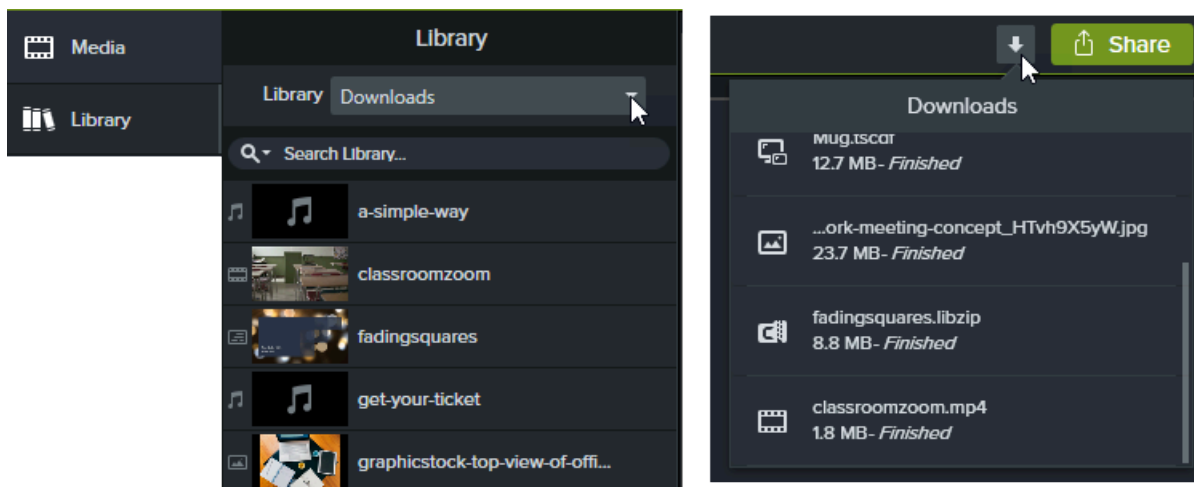 Media
Library
Library
Library Downloads
Search Library...
a-simple-way
classroomzoom
fadingsquares
get-your-ticket
graphicstock-top-view-of-offi...
Share
Downloads
Mug.tscdf
12.7 MB- Finished
...ork-meeting-concept_HTvh9X5yW.jpg
23.7 MB- Finished
fadingsquares.libzip
8.8 MB- Finished
classroomzoom.mp4
1.8 MB- Finished